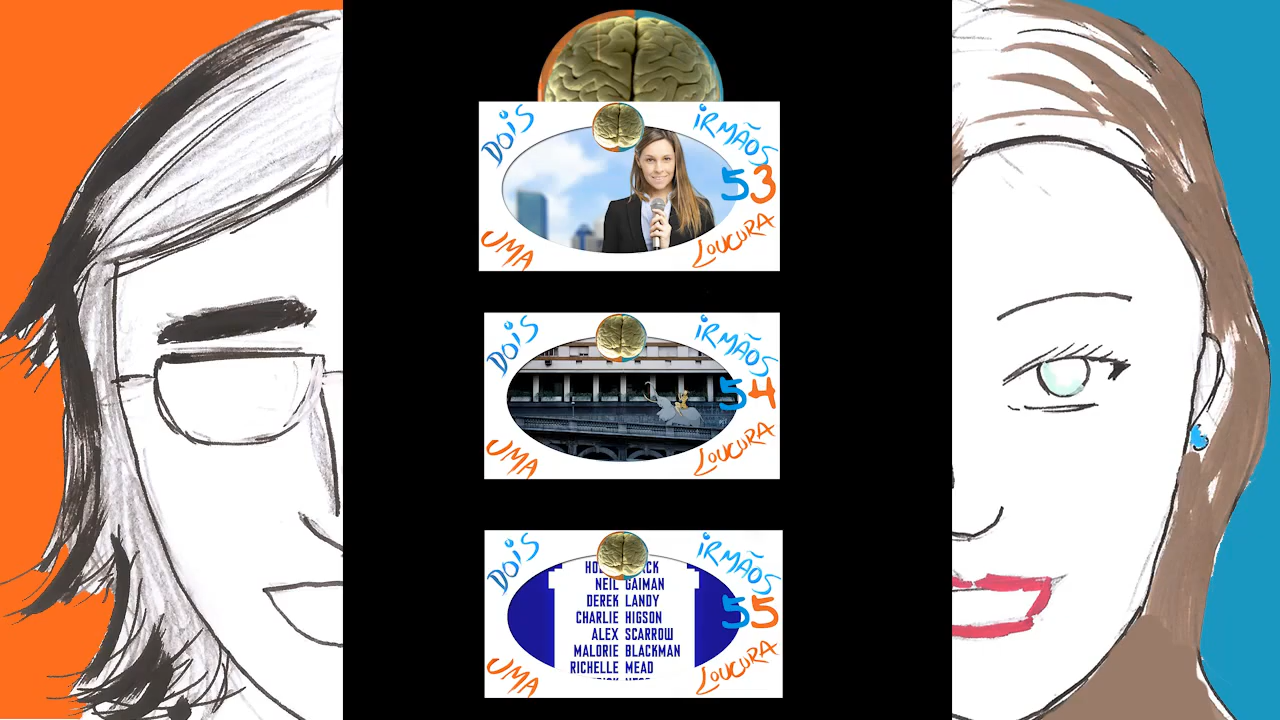 DOIS IRMÃOS
53
UMA LOUCURA
DOIS IRMÃOS
54
UMA LOUCURA
DOIS IRMÃOS
NEIL GAIMAN
DEREK LANDY
55
CHARLIE HIGSON
ALEX SCARROW
MALORIE BLACKMAN
UMA LOUCURA
RICHELLE MEAD